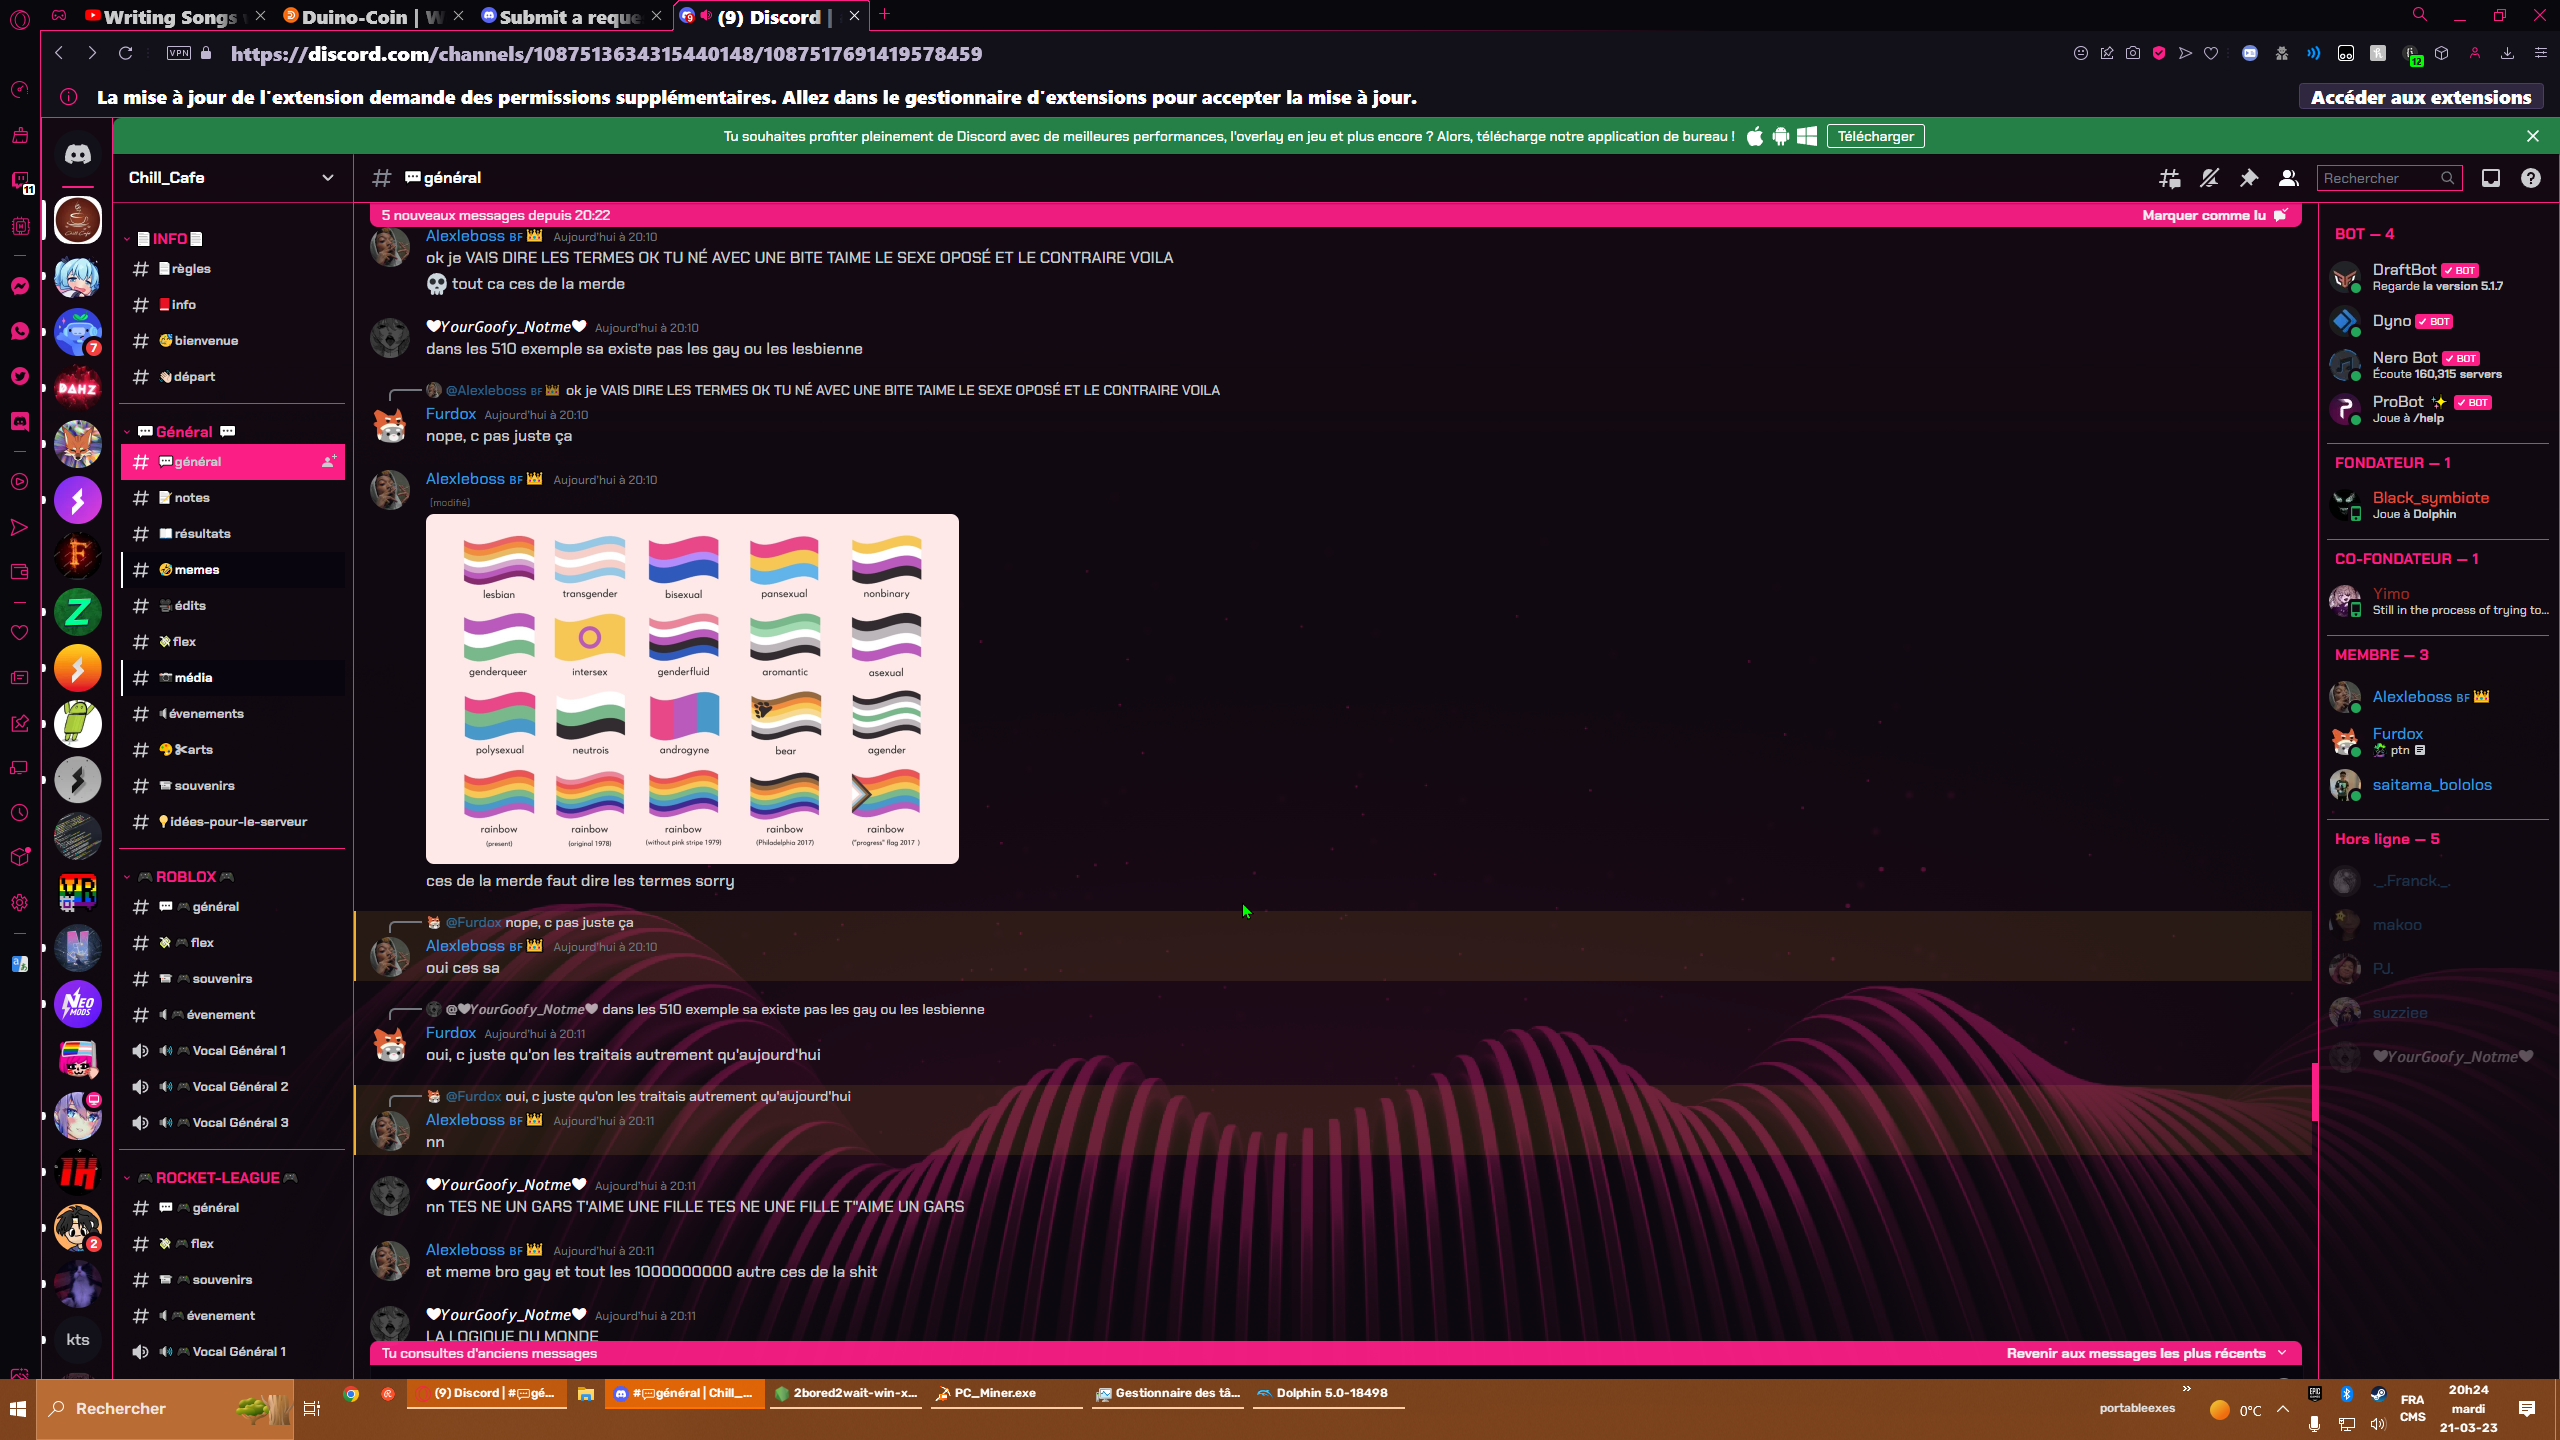 Writing Songs
Duino-Coin | W
Submit a reque
(9) Discord |
VPN
https://discord.com/channels/1087513634315440148/1087517691419578459
12
La mise à jour de l'extension demande des permissions supplémentaires. Allez dans le gestionnaire d'extensions pour accepter la mise à jour.
Accéder aux extensions
Tu souhaites profiter pleinement de Discord avec de meilleures performances, l'overlay en jeu et plus encore ? Alors, télécharge notre application de bureau !
Télécharger
Chill_Cafe
général
Rechercher
5 nouveaux messages depuis 20:22
Marquer comme lu
11
7
DAHZ
NEO MODS
2
kts
INFO
règles
info
bienvenue
départ
Général
général
notes
résultats
memes
édits
flex
média
évenements
arts
souvenirs
idées-pour-le-serveur
ROBLOX
général
flex
souvenirs
évenement
Vocal Général 1
Vocal Général 2
Vocal Général 3
ROCKET-LEAGUE
général
flex
souvenirs
évenement
Vocal Général 1
Alexleboss BF Aujourd'hui à 20:10
ok je VAIS DIRE LES TERMES OK TU NÉ AVEC UNE BITE TAIME LE SEXE OPOSÉ ET LE CONTRAIRE VOILA
tout ca ces de la merde
YourGoofy_Notme Aujourd'hui à 20:10
dans les 510 exemple sa existe pas les gay ou les lesbienne
@Alexleboss BF ok je VAIS DIRE LES TERMES OK TU NÉ AVEC UNE BITE TAIME LE SEXE OPOSÉ ET LE CONTRAIRE VOILA
Furdox Aujourd'hui à 20:10
nope, c pas juste ça
Alexleboss BF Aujourd'hui à 20:10
[modifié]
lesbian transgender bisexual pansexual nonbinary
genderqueer intersex genderfluid aromantic asexual
polysexual neutrois androgyne bear agender
rainbow rainbow rainbow rainbow rainbow
(present) (original 1978) (without pink stripe 1979) (Philadelphia 2017) ("progress" flag 2017 )
ces de la merde faut dire les termes sorry
@Furdox nope, c pas juste ça
Alexleboss BF Aujourd'hui à 20:10
oui ces sa
@YourGoofy_Notme dans les 510 exemple sa existe pas les gay ou les lesbienne
Furdox Aujourd'hui à 20:11
oui, c juste qu'on les traitais autrement qu'aujourd'hui
@Furdox oui, c juste qu'on les traitais autrement qu'aujourd'hui
Alexleboss BF Aujourd'hui à 20:11
nn
YourGoofy_Notme Aujourd'hui à 20:11
nn TES NE UN GARS T'AIME UNE FILLE TES NE UNE FILLE T"AIME UN GARS
Alexleboss BF Aujourd'hui à 20:11
et meme bro gay et tout les 1000000000 autre ces de la shit
YourGoofy_Notme Aujourd'hui à 20:11
LA LOGIQUE DU MONDE
Tu consultes d'anciens messages
Revenir aux messages les plus récents
BOT — 4
DraftBot BOT
Regarde la version 5.1.7
Dyno BOT
Nero Bot BOT
Écoute 160,315 servers
ProBot BOT
Joue à /help
FONDATEUR — 1
Black_symbiote
Joue à Dolphin
CO-FONDATEUR — 1
Yimo
Still in the process of trying to...
MEMBRE — 3
Alexleboss BF
Furdox
ptn
saitama_bololos
Hors ligne — 5
._.Franck._.
makoo
PJ.
suzziee
YourGoofy_Notme
Rechercher
(9) Discord | #gé...
#général | Chill_...
2bored2wait-win-x...
PC_Miner.exe
Gestionnaire des tâ...
Dolphin 5.0-18498
portableexes
0°C
FRA
CMS
20h24
mardi
21-03-23